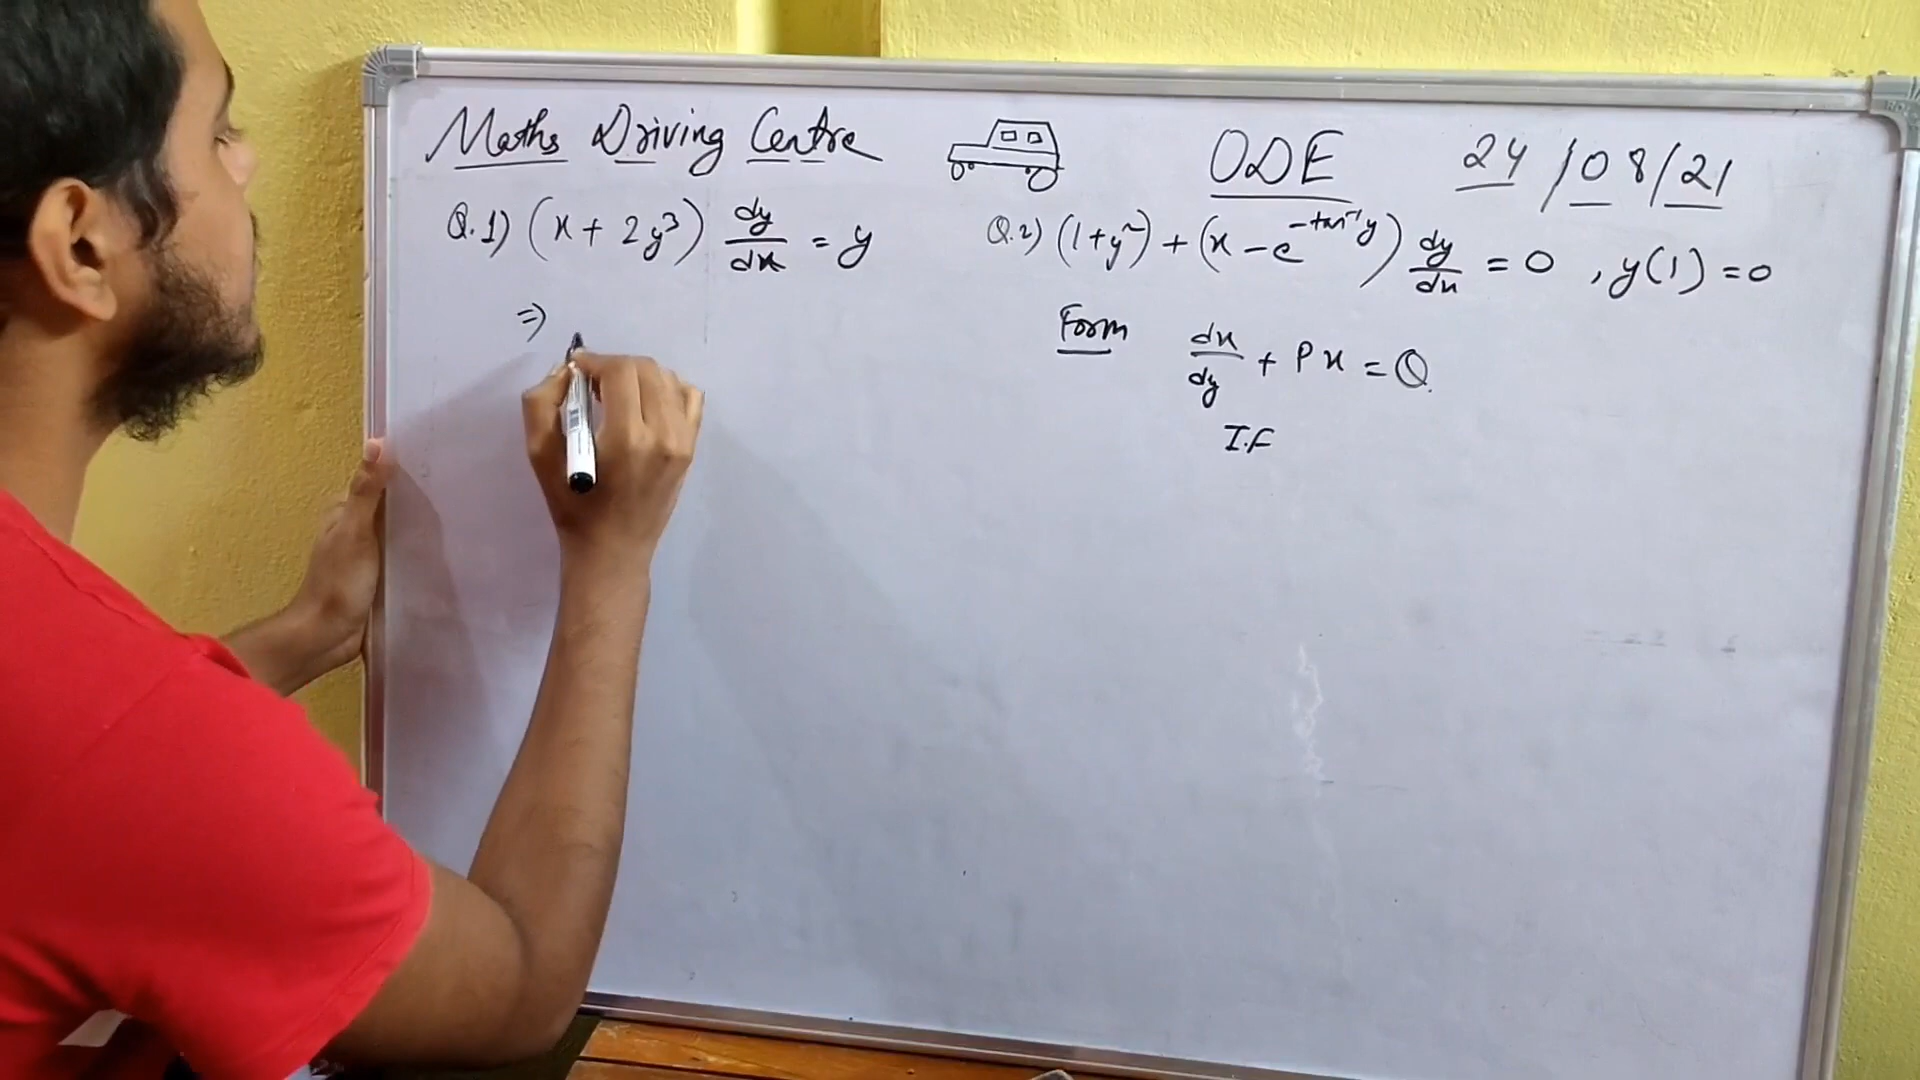 Maths Driving Centre ODE 24/08/21
Q.1) (x + 2y³) dy/dx = y
Q.2) (1+y²) + (x - e^(-tan⁻¹y)) dy/dx = 0 , y(1) = 0
⇒
Form dx/dy + Px = Q
I.F